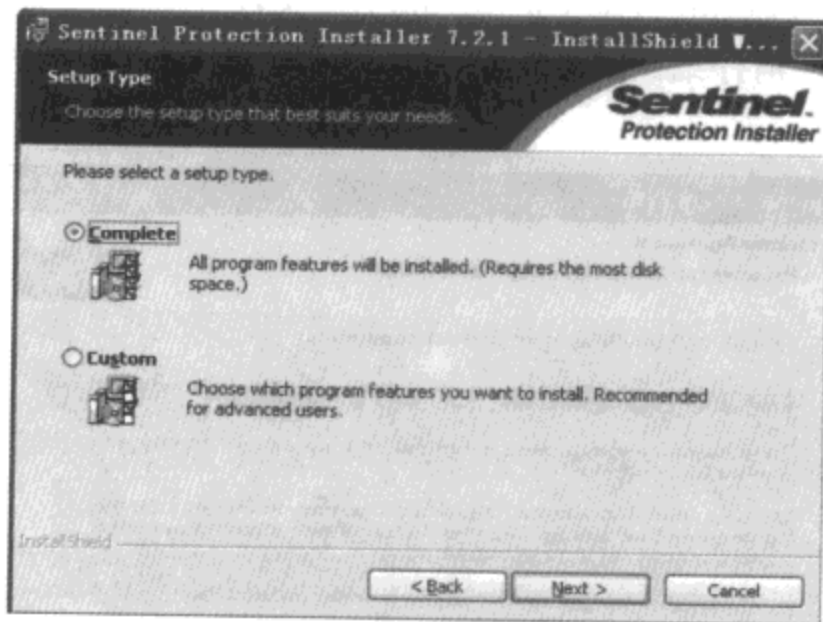 Sentinel Protection Installer 7.2.1 - InstallShield W...
Setup Type
Choose the setup type that best suits your needs.
Sentinel.
Protection Installer
Please select a setup type.
Complete
All program features will be installed. (Requires the most disk
space.)
Custom
Choose which program features you want to install. Recommended
for advanced users.
InstallShield
< Back
Next >
Cancel